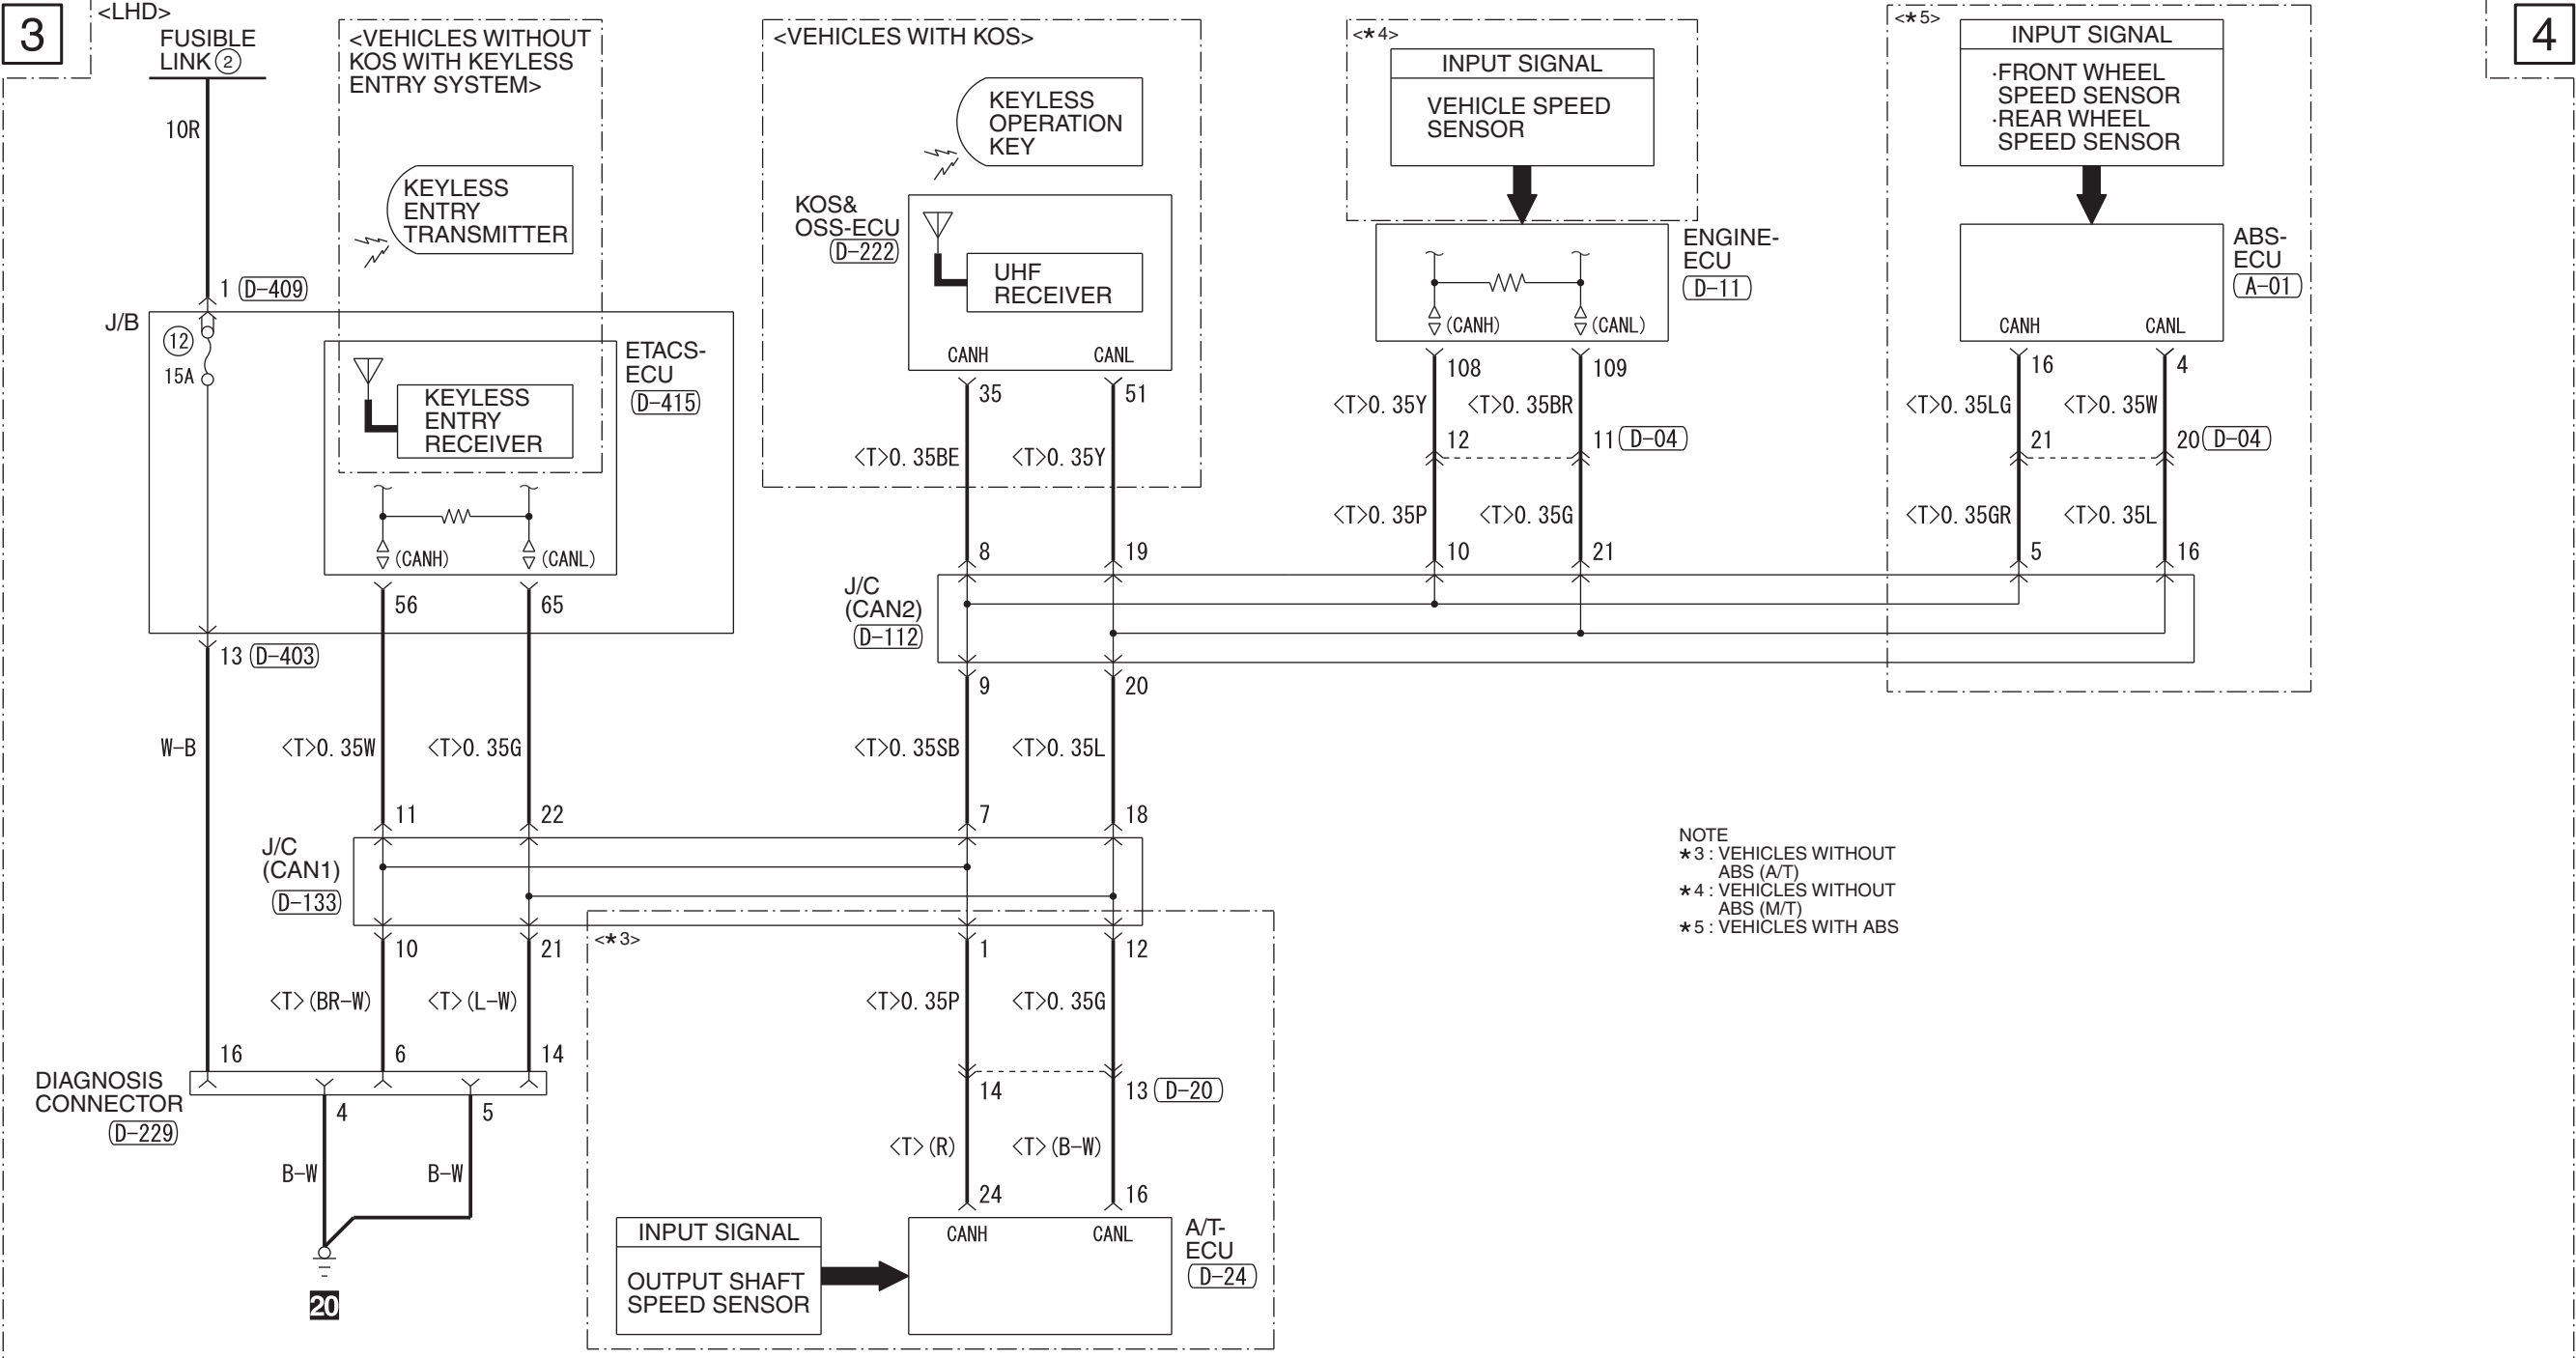 3
<LHD>
FUSIBLE
LINK ②
10R
1 D-409
J/B
⑫
15A
13 D-403
W-B
16
<VEHICLES WITHOUT
KOS WITH KEYLESS
ENTRY SYSTEM>
KEYLESS
ENTRY
TRANSMITTER
ETACS-
ECU
D-415
KEYLESS
ENTRY
RECEIVER
(CANH) (CANL)
56 65
<T>0.35W <T>0.35G
11 22
J/C
(CAN1)
D-133
10 21
<T>(BR-W) <T>(L-W)
6 14
DIAGNOSIS
CONNECTOR
D-229
4 5
B-W B-W
20
<VEHICLES WITH KOS>
KEYLESS
OPERATION
KEY
KOS&
OSS-ECU
D-222
UHF
RECEIVER
CANH CANL
35 51
<T>0.35BE <T>0.35Y
8 19
J/C
(CAN2)
D-112
9 20
<T>0.35SB <T>0.35L
7 18
<*3>
1 12
<T>0.35P <T>0.35G
14 13 D-20
<T>(R) <T>(B-W)
24 16
INPUT SIGNAL
OUTPUT SHAFT
SPEED SENSOR
CANH CANL
A/T-
ECU
D-24
<*4>
INPUT SIGNAL
VEHICLE SPEED
SENSOR
ENGINE-
ECU
D-11
(CANH) (CANL)
108 109
<T>0.35Y <T>0.35BR
12 11 D-04
<T>0.35P <T>0.35G
10 21
<*5>
INPUT SIGNAL
·FRONT WHEEL
SPEED SENSOR
·REAR WHEEL
SPEED SENSOR
ABS-
ECU
A-01
CANH CANL
16 4
<T>0.35LG <T>0.35W
21 20 D-04
<T>0.35GR <T>0.35L
5 16
4
NOTE
*3 : VEHICLES WITHOUT
ABS (A/T)
*4 : VEHICLES WITHOUT
ABS (M/T)
*5 : VEHICLES WITH ABS